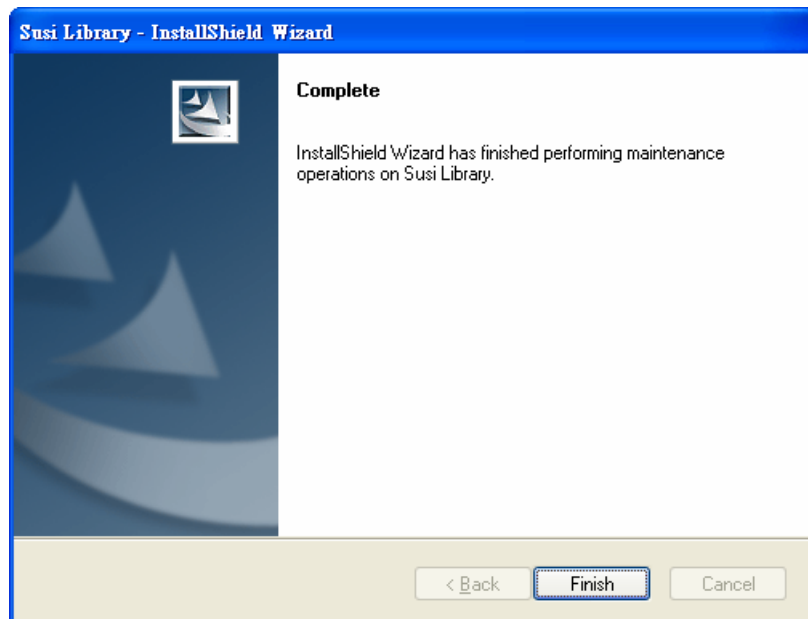 Susi Library - InstallShield Wizard
Complete
InstallShield Wizard has finished performing maintenance
operations on Susi Library.
< Back
Finish
Cancel